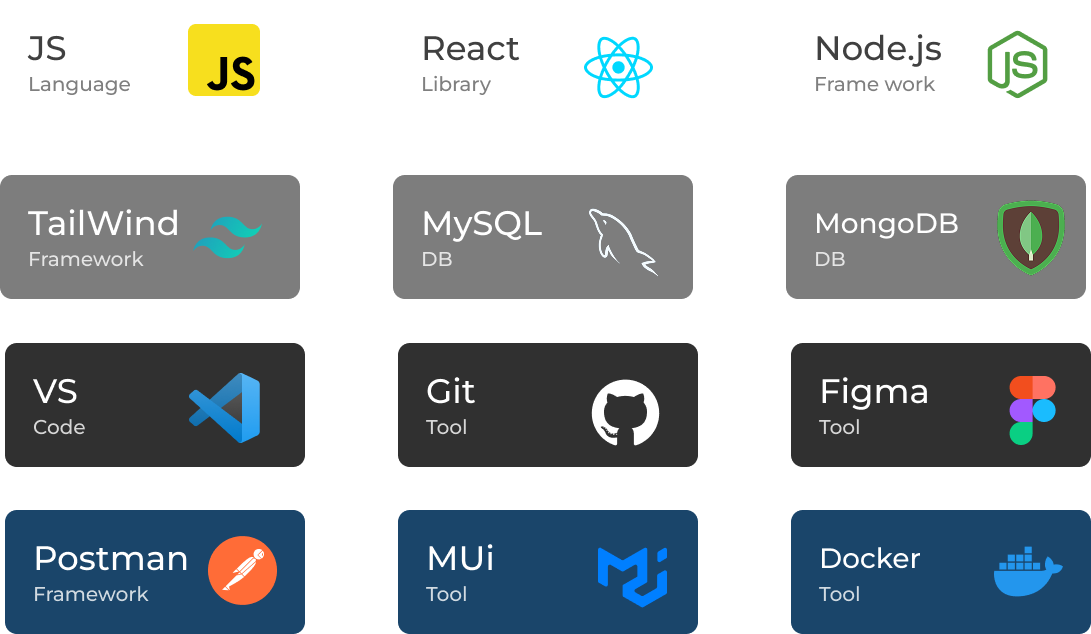 JS
Language
JS
React
Library
Node.js
Frame work
JS
TailWind
Framework
MySQL
DB
MongoDB
DB
VS
Code
Git
Tool
Figma
Tool
Postman
Framework
MUi
Tool
Docker
Tool